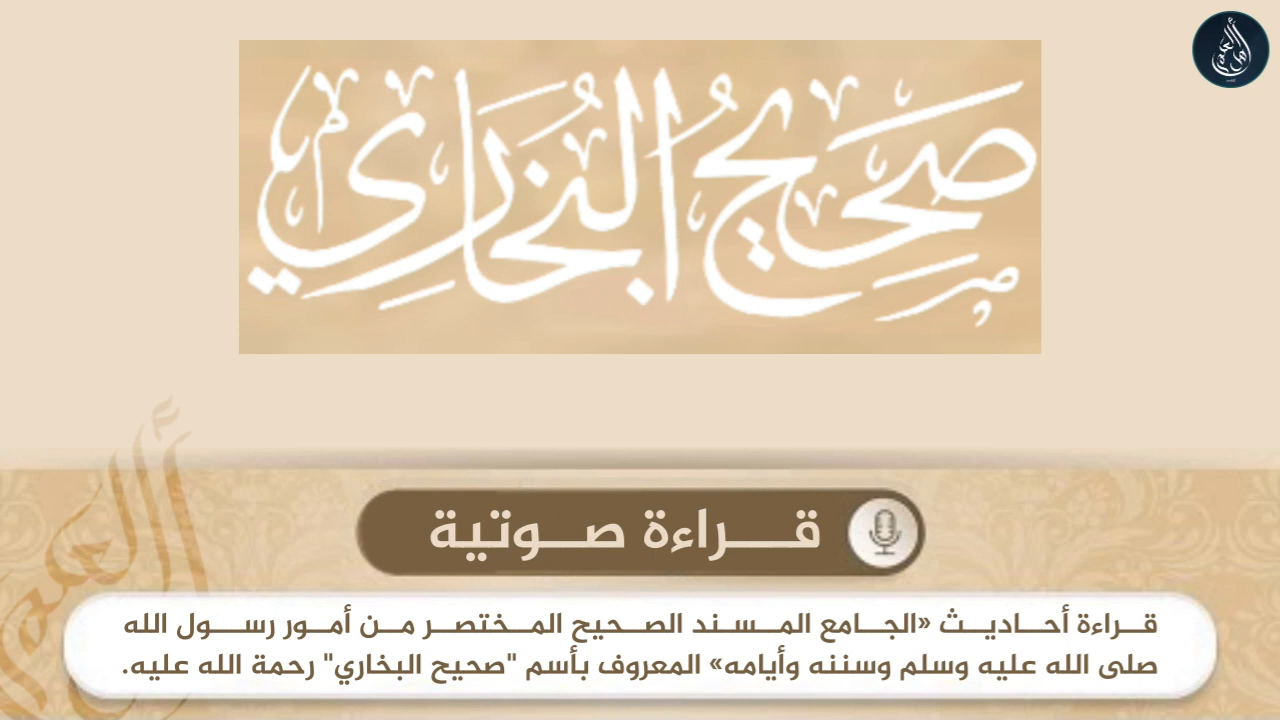 صحيح البخاري
قراءة صوتية
قراءة أحاديث «الجامع المسند الصحيح المختصر من أمور رسول الله
صلى الله عليه وسلم وسننه وأيامه» المعروف بأسم "صحيح البخاري" رحمة الله عليه.